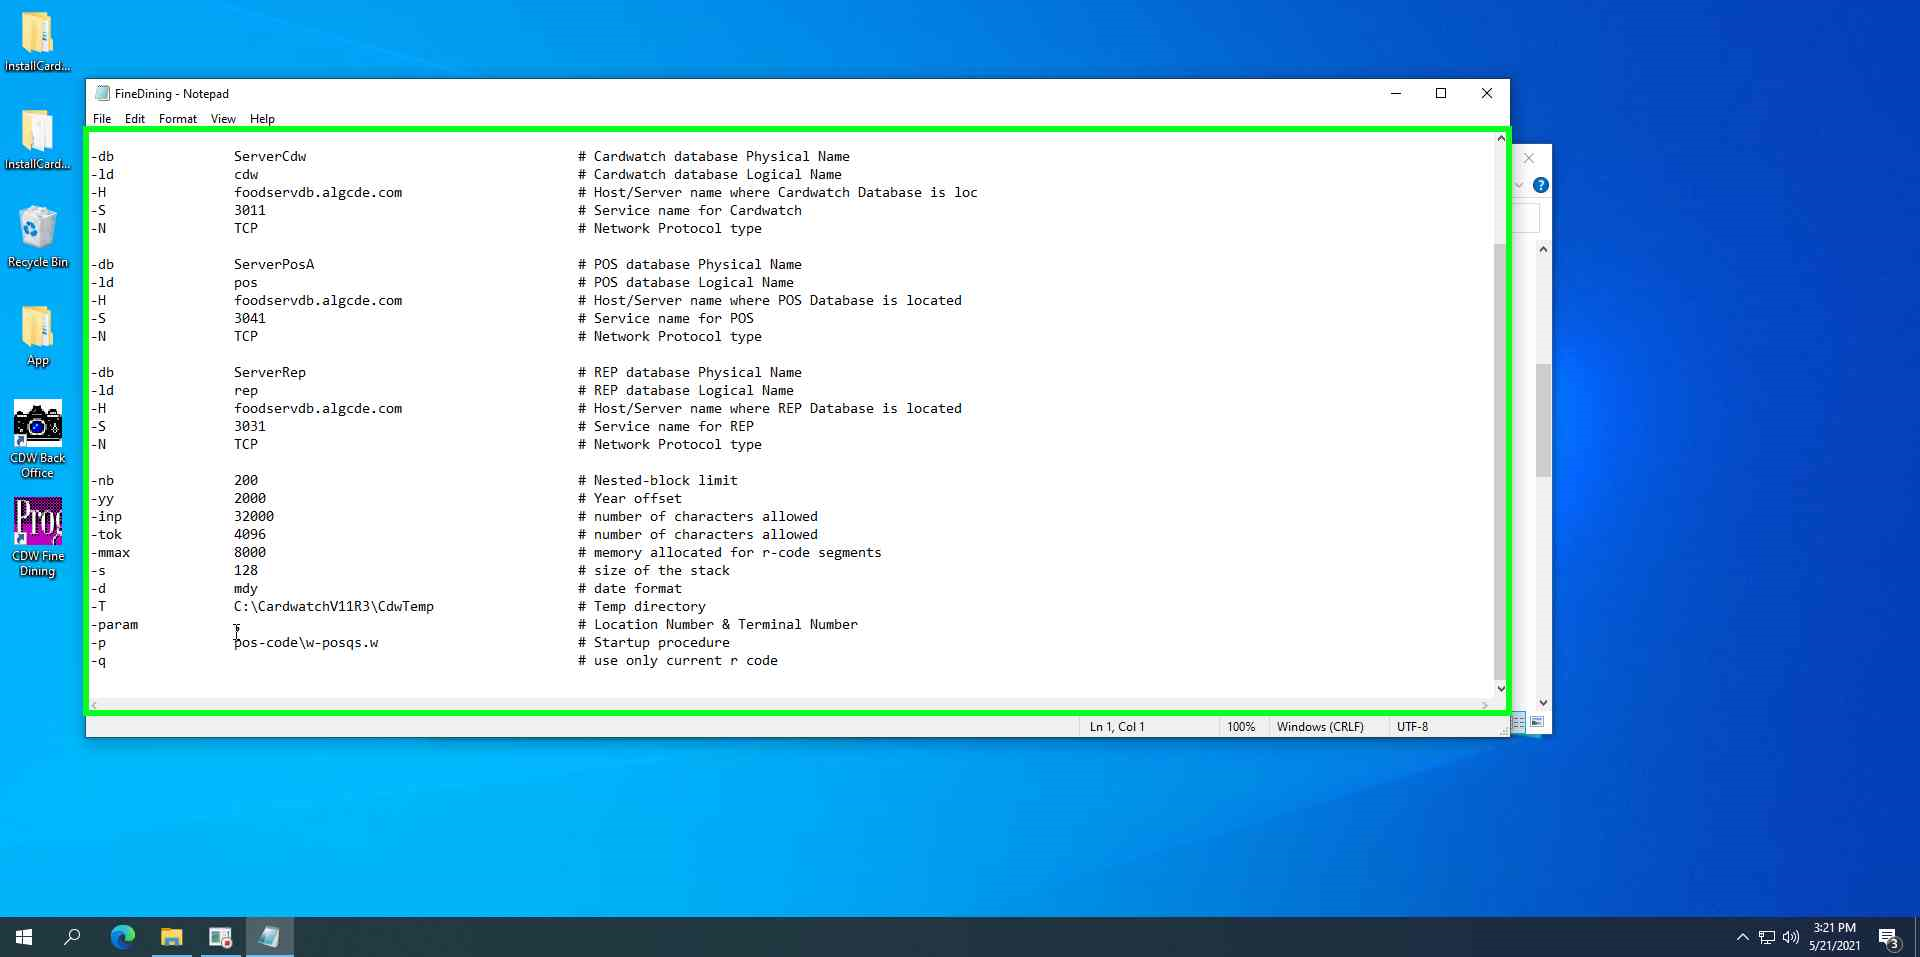 InstallCard...
InstallCard...
Recycle Bin
App
CDW Back
Office
Prog
CDW Fine
Dining
FineDining - Notepad
File Edit Format View Help
-db ServerCdw # Cardwatch database Physical Name
-ld cdw # Cardwatch database Logical Name
-H foodservdb.algcde.com # Host/Server name where Cardwatch Database is loc
-S 3011 # Service name for Cardwatch
-N TCP # Network Protocol type
-db ServerPosA # POS database Physical Name
-ld pos # POS database Logical Name
-H foodservdb.algcde.com # Host/Server name where POS Database is located
-S 3041 # Service name for POS
-N TCP # Network Protocol type
-db ServerRep # REP database Physical Name
-ld rep # REP database Logical Name
-H foodservdb.algcde.com # Host/Server name where REP Database is located
-S 3031 # Service name for REP
-N TCP # Network Protocol type
-nb 200 # Nested-block limit
-yy 2000 # Year offset
-inp 32000 # number of characters allowed
-tok 4096 # number of characters allowed
-mmax 8000 # memory allocated for r-code segments
-s 128 # size of the stack
-d mdy # date format
-T C:\CardwatchV11R3\CdwTemp # Temp directory
-param # Location Number & Terminal Number
-p pos-code\w-posqs.w # Startup procedure
-q # use only current r code
Ln 1, Col 1 100% Windows (CRLF) UTF-8
3:21 PM
5/21/2021
3